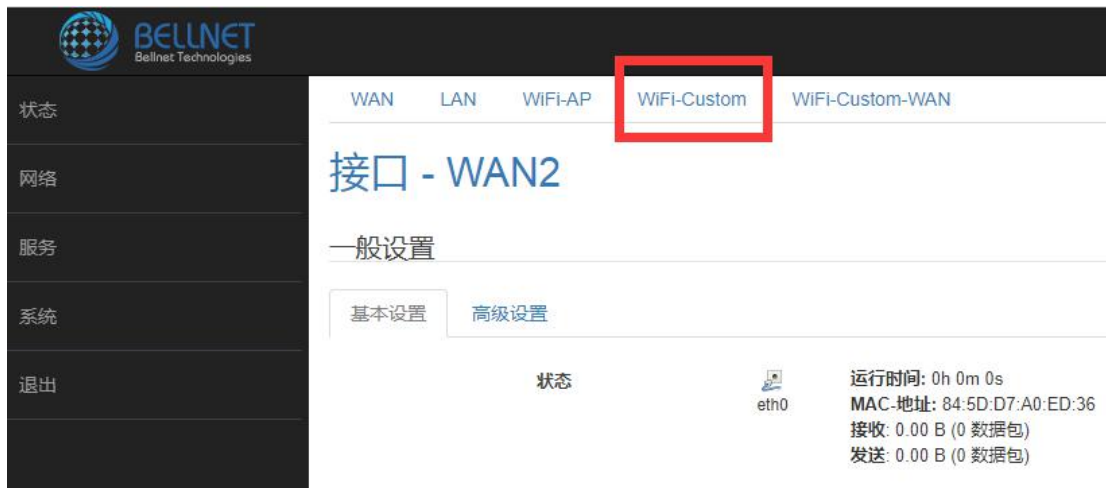 BELLNET
Bellnet Technologies
WAN LAN WiFi-AP WiFi-Custom WiFi-Custom-WAN
状态
网络
服务
系统
退出
接口 - WAN2
一般设置
基本设置 高级设置
状态
eth0
运行时间: 0h 0m 0s
MAC-地址: 84:5D:D7:A0:ED:36
接收: 0.00 B (0 数据包)
发送: 0.00 B (0 数据包)